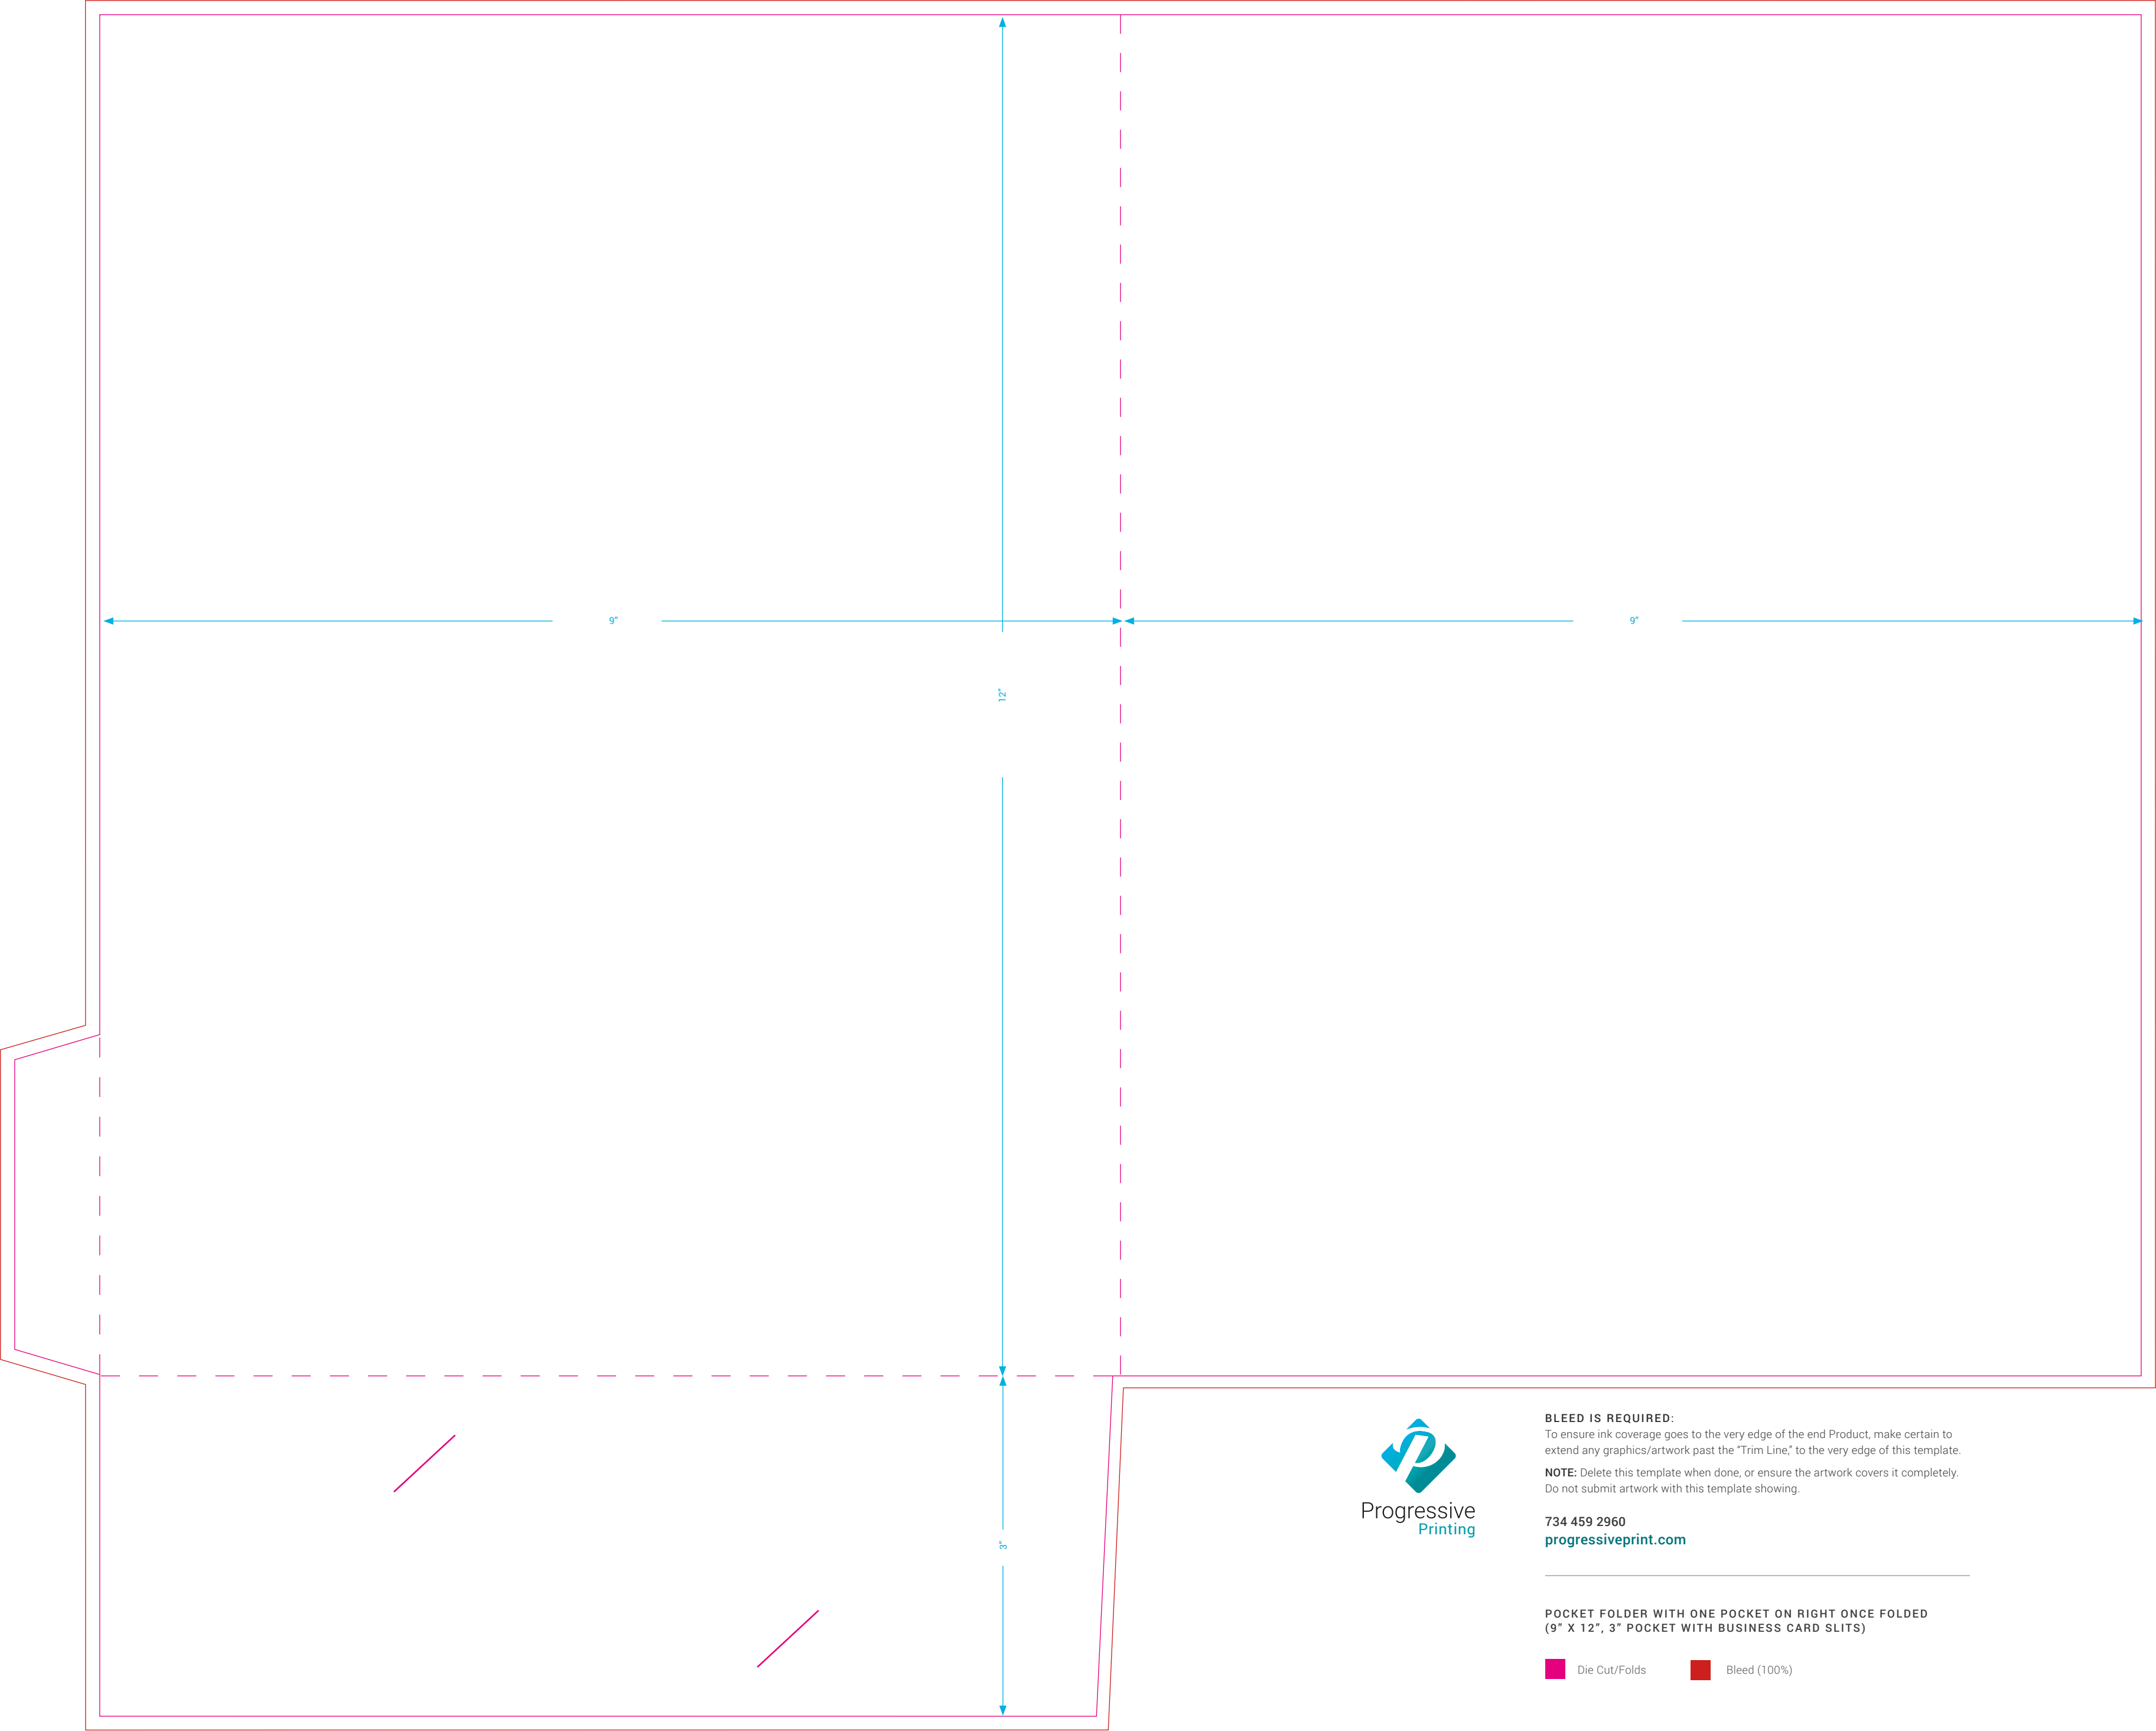 9”
9”
12”
3”
Progressive
Printing
BLEED IS REQUIRED:
To ensure ink coverage goes to the very edge of the end Product, make certain to
extend any graphics/artwork past the “Trim Line,” to the very edge of this template.
NOTE: Delete this template when done, or ensure the artwork covers it completely.
Do not submit artwork with this template showing.
734 459 2960
progressiveprint.com
POCKET FOLDER WITH ONE POCKET ON RIGHT ONCE FOLDED
(9” X 12”, 3” POCKET WITH BUSINESS CARD SLITS)
Die Cut/Folds
Bleed (100%)